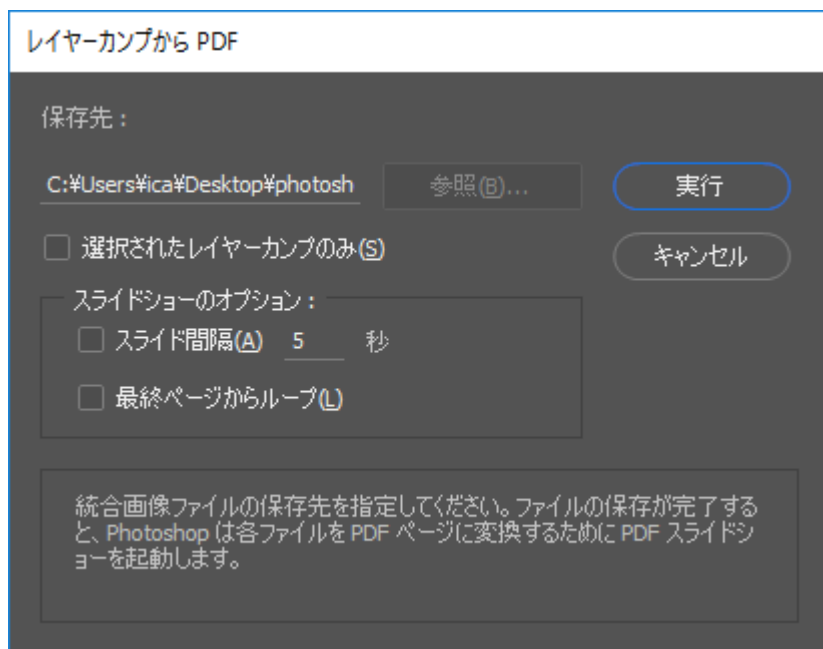 レイヤーカンプから PDF
保存先：
C:¥Users¥ica¥Desktop¥photosh
参照(B)...
実行
選択されたレイヤーカンプのみ(S)
キャンセル
スライドショーのオプション：
スライド間隔(A) 5 秒
最終ページからループ(L)
統合画像ファイルの保存先を指定してください。ファイルの保存が完了する
と、Photoshop は各ファイルを PDF ページに変換するために PDF スライドシ
ョーを起動します。